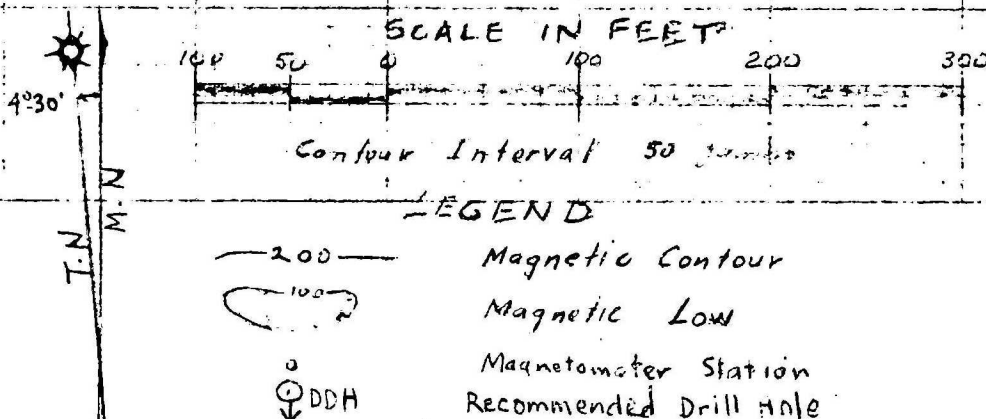 SCALE IN FEET
100 50 0 100 200 300
4°30'
Contour Interval 50
T.N
M.N
LEGEND
200 Magnetic Contour
100 Magnetic Low
Magnetometer Station
DDH Recommended Drill Hole